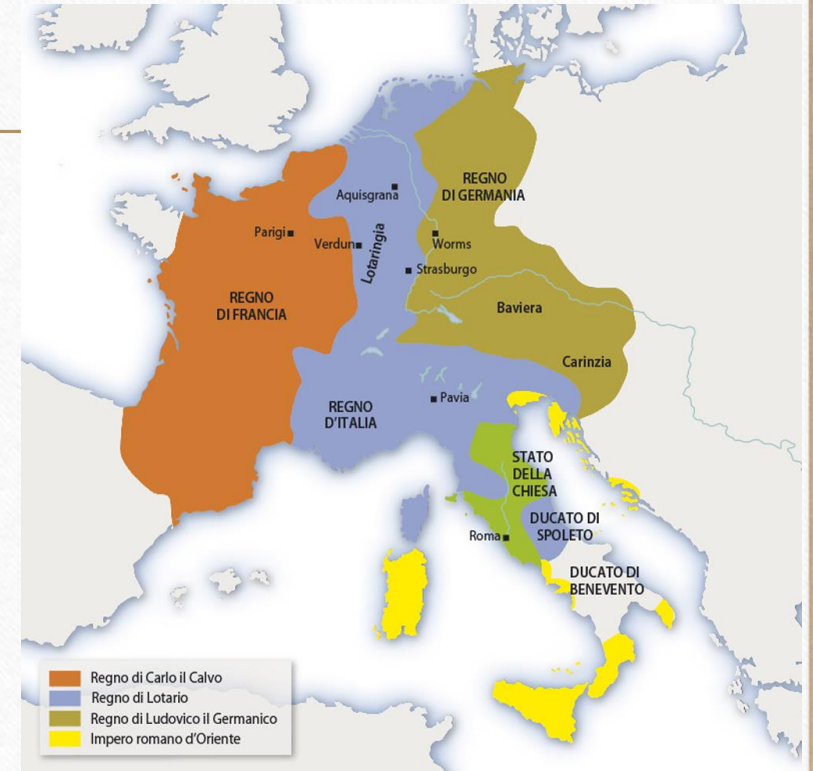 REGNO
DI GERMANIA
Aquisgrana
Parigi
Verdun
Lotaringia
Worms
Strasburgo
REGNO
DI FRANCIA
Baviera
Carinzia
Pavia
REGNO
D'ITALIA
STATO
DELLA
CHIESA
DUCATO DI
SPOLETO
Roma
DUCATO DI
BENEVENTO
Regno di Carlo il Calvo
Regno di Lotario
Regno di Ludovico il Germanico
Impero romano d'Oriente